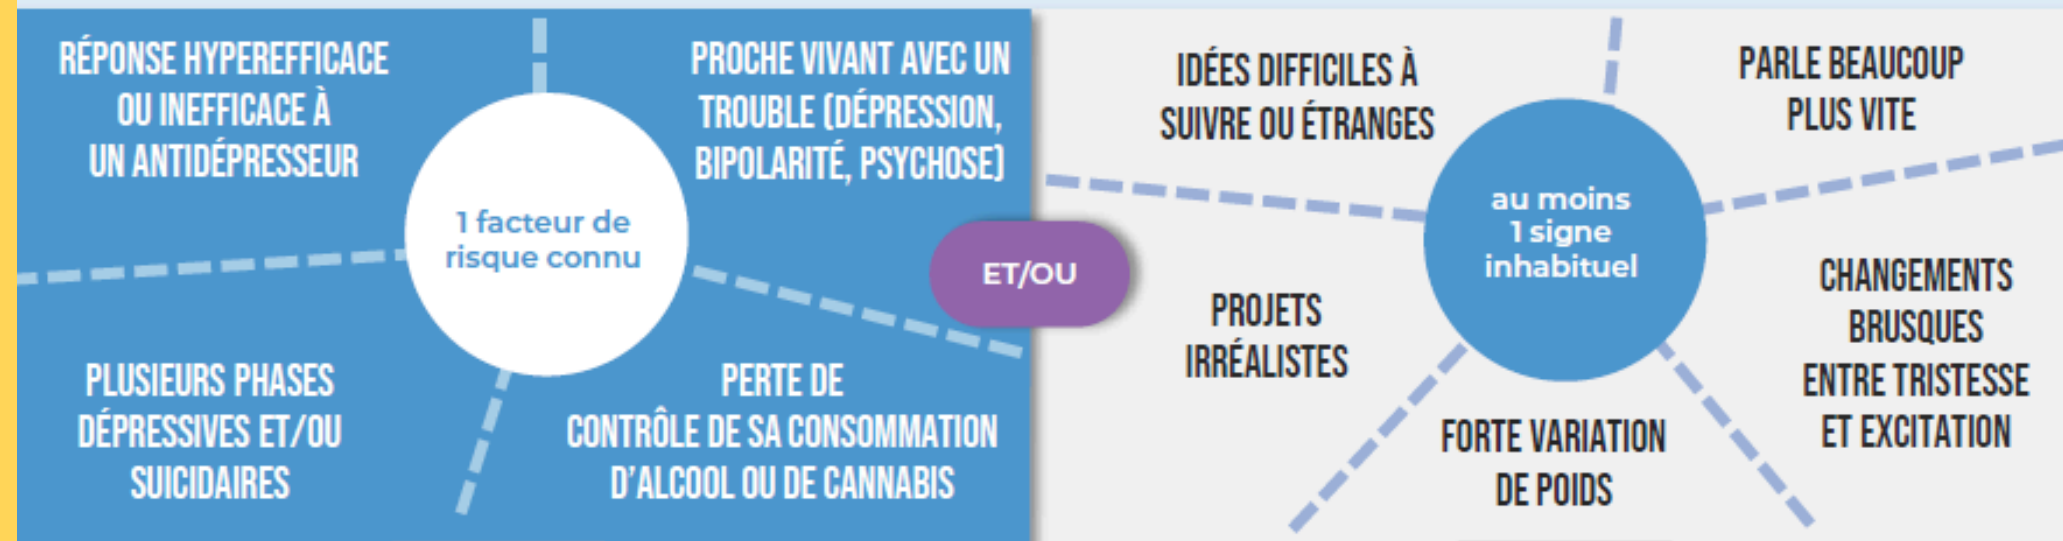 RÉPONSE HYPEREFFICACE
OU INEFFICACE À
UN ANTIDÉPRESSEUR
PROCHE VIVANT AVEC UN
TROUBLE (DÉPRESSION,
BIPOLARITÉ, PSYCHOSE)
1 facteur de
risque connu
PLUSIEURS PHASES
DÉPRESSIVES ET/OU
SUICIDAIRES
PERTE DE
CONTRÔLE DE SA CONSOMMATION
D'ALCOOL OU DE CANNABIS
ET/OU
IDÉES DIFFICILES À
SUIVRE OU ÉTRANGES
PARLE BEAUCOUP
PLUS VITE
au moins
1 signe
inhabituel
PROJETS
IRRÉALISTES
CHANGEMENTS
BRUSQUES
ENTRE TRISTESSE
ET EXCITATION
FORTE VARIATION
DE POIDS